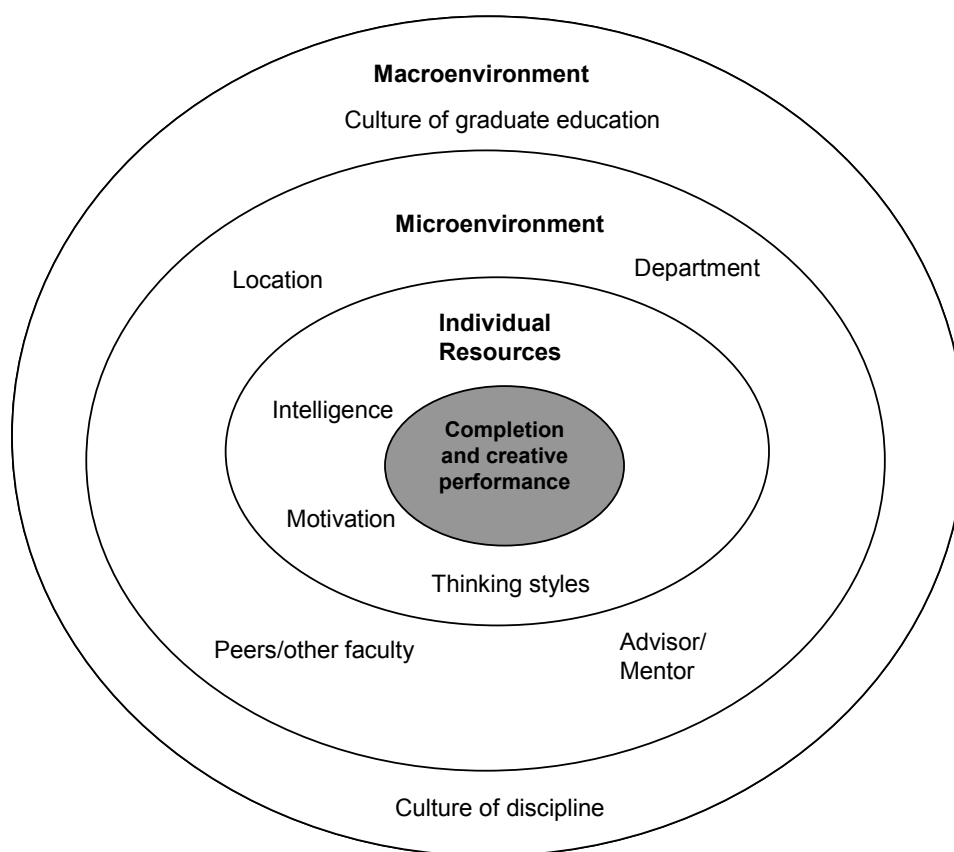 Macroenvironment
Culture of graduate education
Microenvironment
Location
Department
Individual
Resources
Intelligence
Completion
and creative
performance
Motivation
Thinking styles
Peers/other faculty
Advisor/
Mentor
Culture of discipline